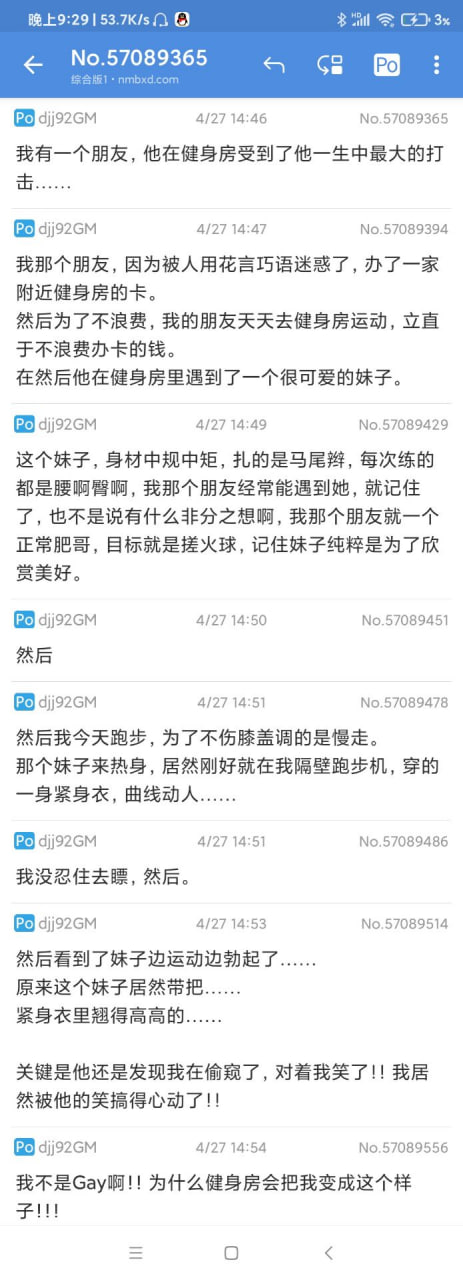 晚上9:29 | 53.7K/s
HD
3%
No.57089365
综合版1 • nmbxd.com
Po
Po djj92GM 4/27 14:46 No.57089365
我有一个朋友, 他在健身房受到了他一生中最大的打
击......
Po djj92GM 4/27 14:47 No.57089394
我那个朋友, 因为被人用花言巧语迷惑了, 办了一家
附近健身房的卡。
然后为了不浪费, 我的朋友天天去健身房运动, 立直
于不浪费办卡的钱。
在然后他在健身房里遇到了一个很可爱的妹子。
Po djj92GM 4/27 14:49 No.57089429
这个妹子, 身材中规中矩, 扎的是马尾辫, 每次练的
都是腰啊臀啊, 我那个朋友经常能遇到她, 就记住
了, 也不是说有什么非分之想啊, 我那个朋友就一个
正常肥哥, 目标就是搓火球, 记住妹子纯粹是为了欣
赏美好。
Po djj92GM 4/27 14:50 No.57089451
然后
Po djj92GM 4/27 14:51 No.57089478
然后我今天跑步, 为了不伤膝盖调的是慢走。
那个妹子来热身, 居然刚好就在我隔壁跑步机, 穿的
一身紧身衣, 曲线动人......
Po djj92GM 4/27 14:51 No.57089486
我没忍住去瞟, 然后。
Po djj92GM 4/27 14:53 No.57089514
然后看到了妹子边运动边勃起了......
原来这个妹子居然带把......
紧身衣里翘得高高的......
关键是他还是发现我在偷窥了, 对着我笑了!! 我居
然被他的笑搞得心动了!!
Po djj92GM 4/27 14:54 No.57089556
我不是Gay啊!! 为什么健身房会把我变成这个样
子!!!